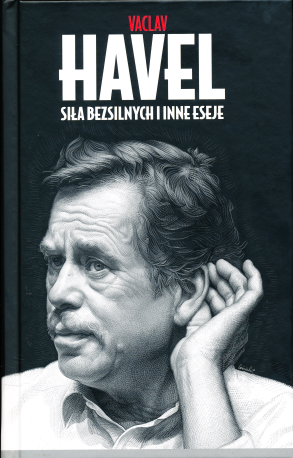 VACLAV
HAVEL
SIŁA BEZSILNYCH I INNE ESEJE